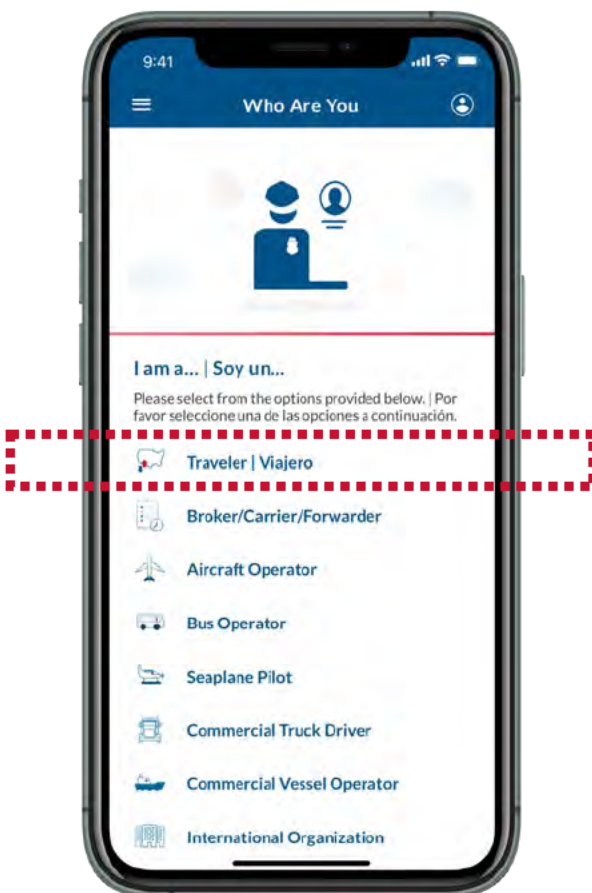 9:41
Who Are You
I am a... | Soy un...
Please select from the options provided below. | Por
favor seleccione una de las opciones a continuación.
Traveler | Viajero
Broker/Carrier/Forwarder
Aircraft Operator
Bus Operator
Seaplane Pilot
Commercial Truck Driver
Commercial Vessel Operator
International Organization